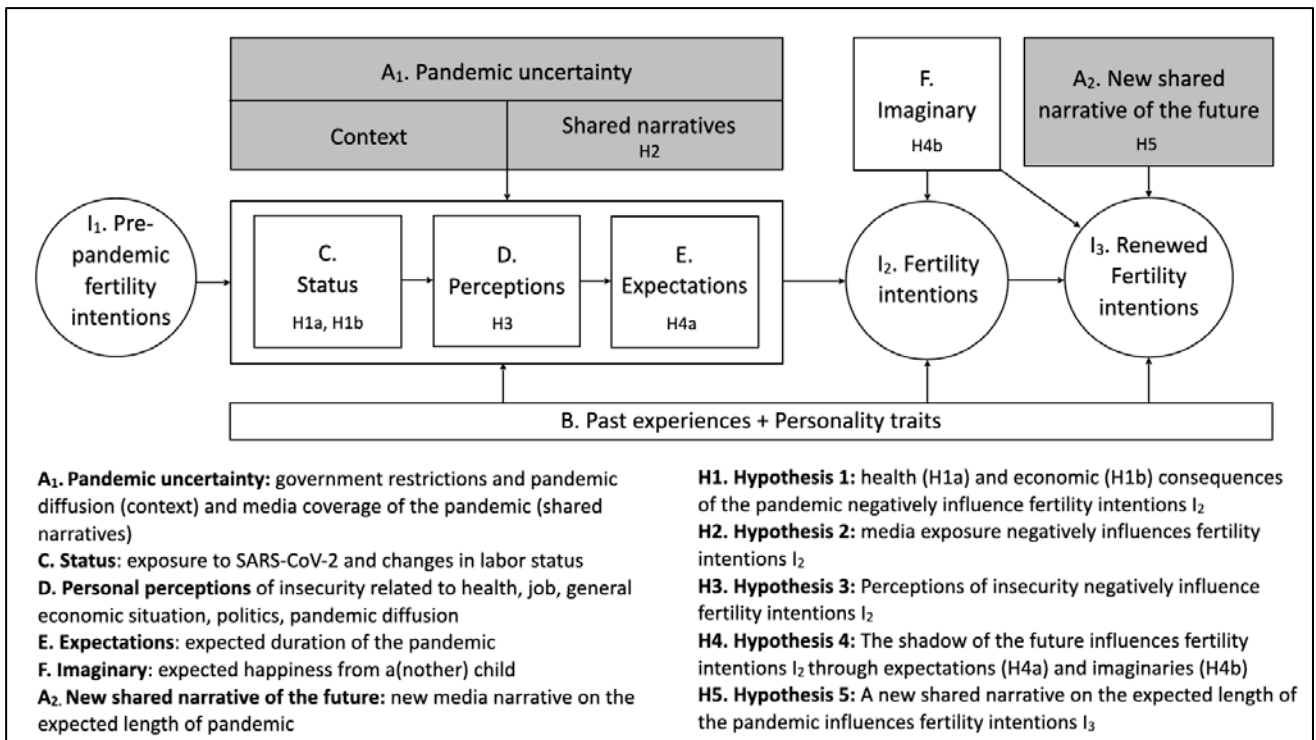 A₁. Pandemic uncertainty
Context
Shared narratives
H2
F.
Imaginary
H4b
A₂. New shared
narrative of the future
H5
I₁. Pre-
pandemic
fertility
intentions
C.
Status
H1a, H1b
D.
Perceptions
H3
E.
Expectations
H4a
I₂. Fertility
intentions
I₃. Renewed
Fertility
intentions
B. Past experiences + Personality traits
A₁. Pandemic uncertainty: government restrictions and pandemic
diffusion (context) and media coverage of the pandemic (shared
narratives)
C. Status: exposure to SARS-CoV-2 and changes in labor status
D. Personal perceptions of insecurity related to health, job, general
economic situation, politics, pandemic diffusion
E. Expectations: expected duration of the pandemic
F. Imaginary: expected happiness from a(nother) child
A₂. New shared narrative of the future: new media narrative on the
expected length of pandemic
H1. Hypothesis 1: health (H1a) and economic (H1b) consequences
of the pandemic negatively influence fertility intentions I₂
H2. Hypothesis 2: media exposure negatively influences fertility
intentions I₂
H3. Hypothesis 3: Perceptions of insecurity negatively influence
fertility intentions I₂
H4. Hypothesis 4: The shadow of the future influences fertility
intentions I₂ through expectations (H4a) and imaginaries (H4b)
H5. Hypothesis 5: A new shared narrative on the expected length of
the pandemic influences fertility intentions I₃